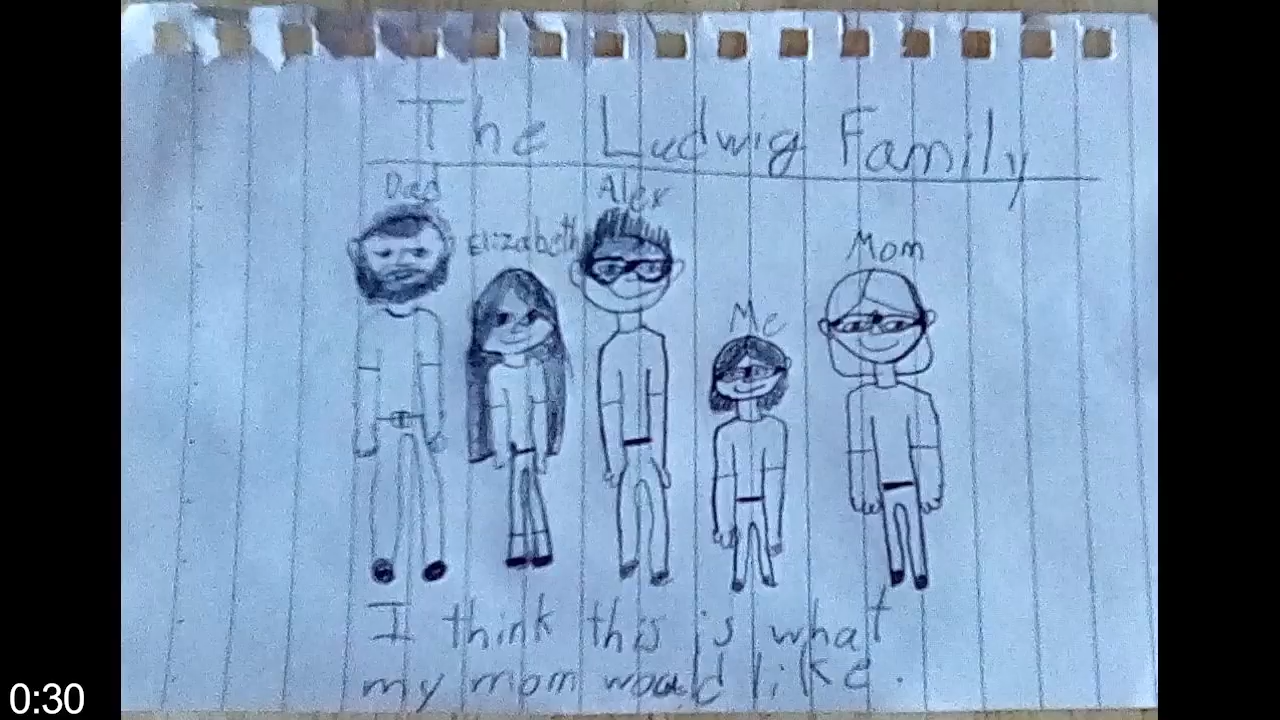 The Ludwig Family
Dad
Alex
Elizabeth
Mom
Me
I think this is what
my mom would like.
0:30